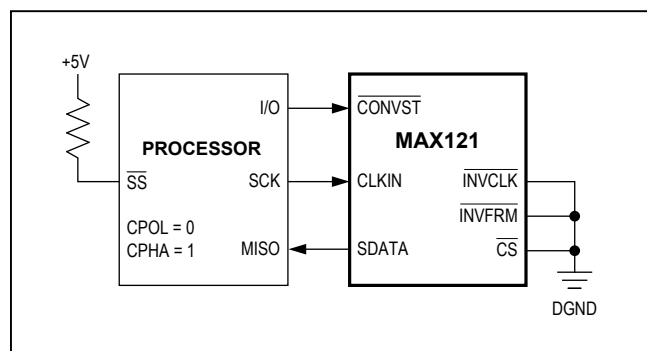 +5V
I/O
CONVST
MAX121
PROCESSOR
SS
SCK
CLKIN
INVCLK
INVFRM
CPOL = 0
CPHA = 1
MISO
SDATA
CS
DGND